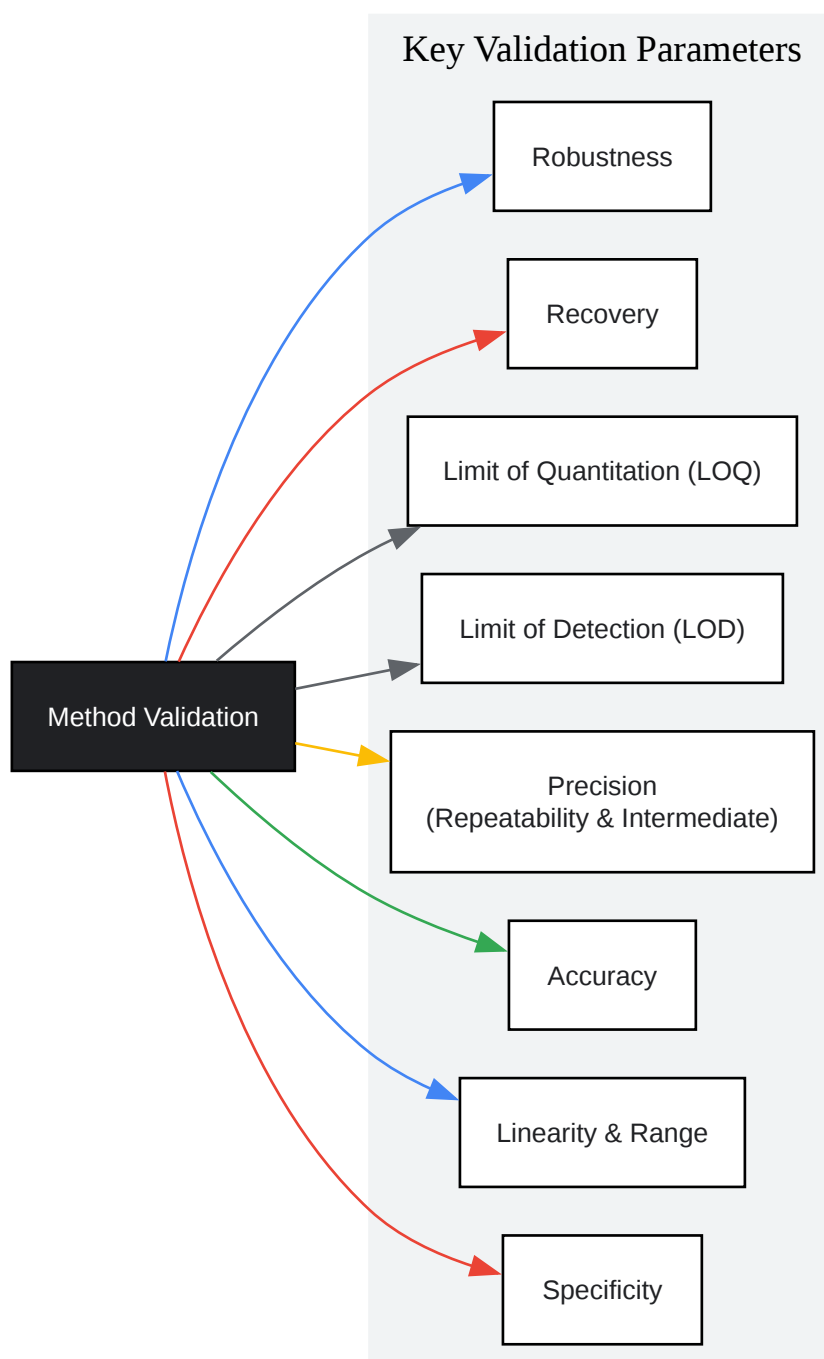 Key Validation Parameters
Robustness
Recovery
Limit of Quantitation (LOQ)
Limit of Detection (LOD)
Method Validation
Precision
(Repeatability & Intermediate)
Accuracy
Linearity & Range
Specificity